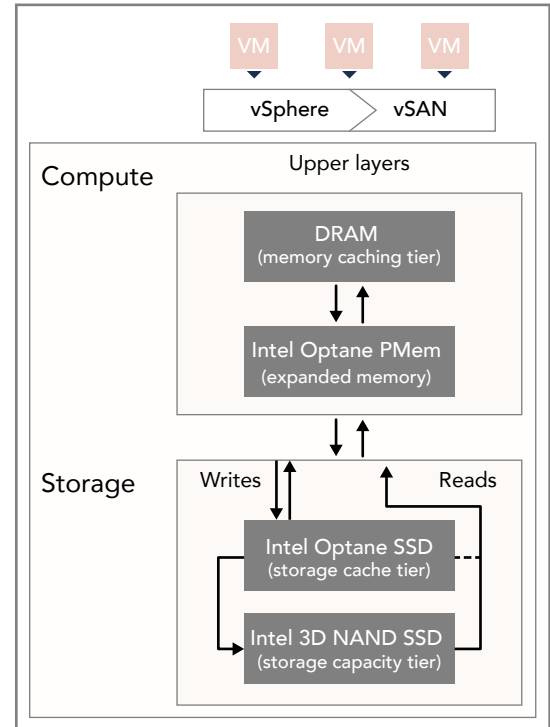 VM VM VM
vSphere vSAN
Upper layers
Compute
DRAM
(memory caching tier)
Intel Optane PMem
(expanded memory)
Storage
Writes Reads
Intel Optane SSD
(storage cache tier)
Intel 3D NAND SSD
(storage capacity tier)